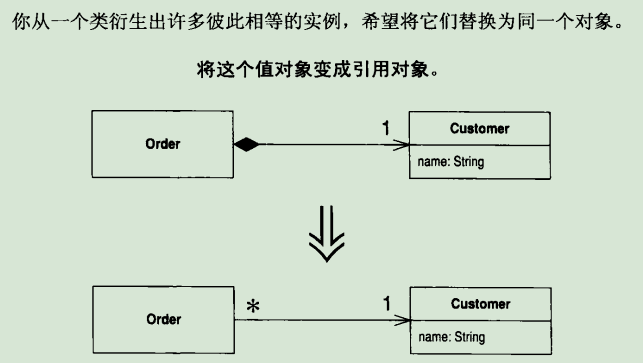 你从一个类衍生出许多彼此相等的实例，希望将它们替换为同一个对象。
将这个值对象变成引用对象。
Order
1
Customer
name: String
Order
*
1
Customer
name: String